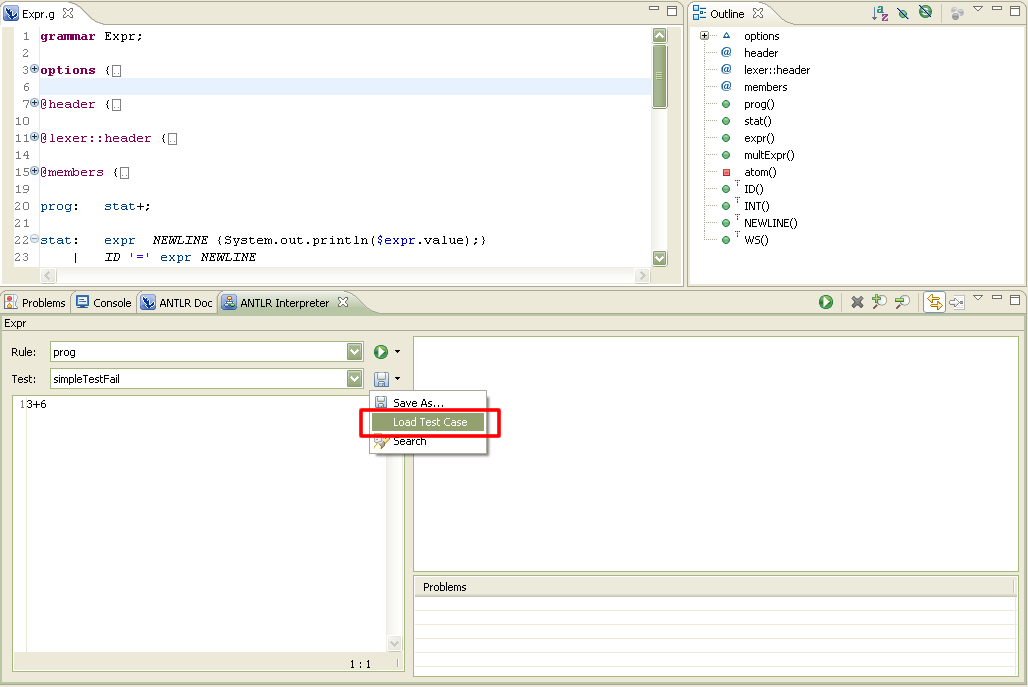 Expr.g
1 grammar Expr;
2
3 options {..
6
7 @header {..
10
11 @lexer::header {..
14
15 @members {..
19
20 prog: stat+;
21
22 stat: expr NEWLINE {System.out.println($expr.value);}
23 | ID '=' expr NEWLINE
Outline
options
header
lexer::header
members
prog()
stat()
expr()
multExpr()
atom()
T ID()
T INT()
T NEWLINE()
T WS()
Problems Console ANTLR Doc ANTLR Interpreter
Expr
Rule: prog
Test: simpleTestFail
1 3+6
Save As...
Load Test Case
Search
1 : 1
Problems